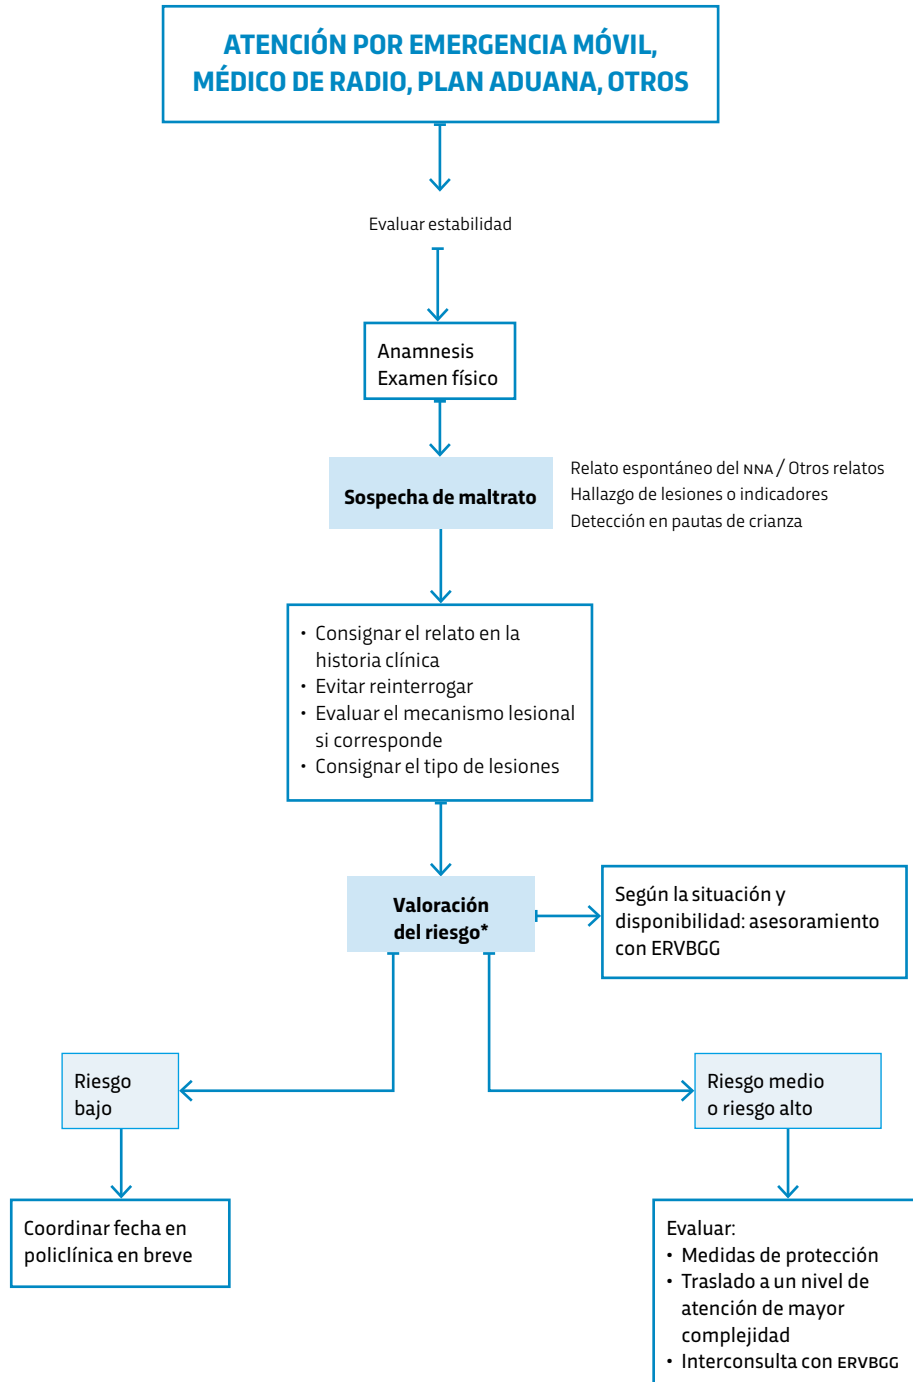 ATENCIÓN POR EMERGENCIA MÓVIL,
MÉDICO DE RADIO, PLAN ADUANA, OTROS
Evaluar estabilidad
Anamnesis
Examen físico
Sospecha de maltrato
Relato espontáneo del NNA / Otros relatos
Hallazgo de lesiones o indicadores
Detección en pautas de crianza
• Consignar el relato en la
historia clínica
• Evitar reinterrogar
• Evaluar el mecanismo lesional
si corresponde
• Consignar el tipo de lesiones
Valoración
del riesgo*
Según la situación y
disponibilidad: asesoramiento
con ERVBGG
Riesgo
bajo
Riesgo medio
o riesgo alto
Coordinar fecha en
policlínica en breve
Evaluar:
• Medidas de protección
• Traslado a un nivel de
atención de mayor
complejidad
• Interconsulta con ERVBGG